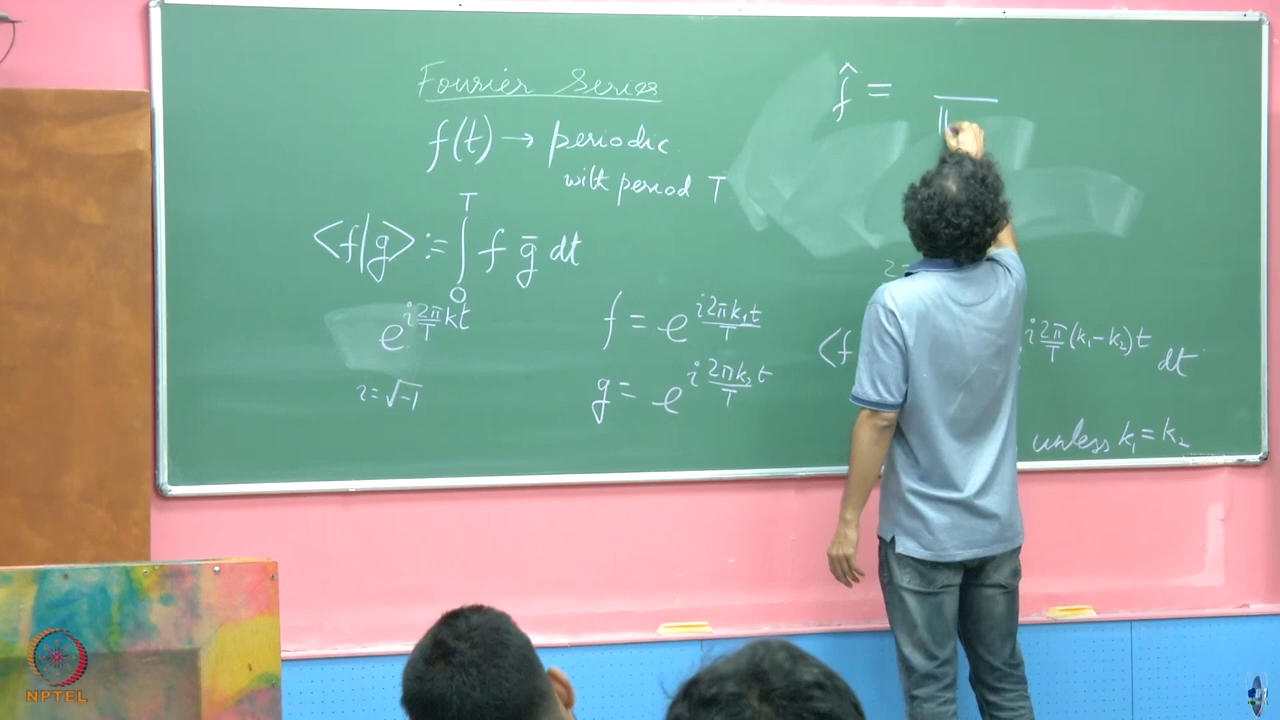 Fourier Series
f(t) → periodic
with period T
<f|g> := ∫₀ᵀ f ḡ dt
e^{i 2π/T kt}
i = √-1
f = e^{i 2πk₁t/T}
g = e^{i 2πk₂t/T}
f̂ =
<f
i 2π/T (k₁-k₂)t dt
unless k₁ = k₂
NPTEL